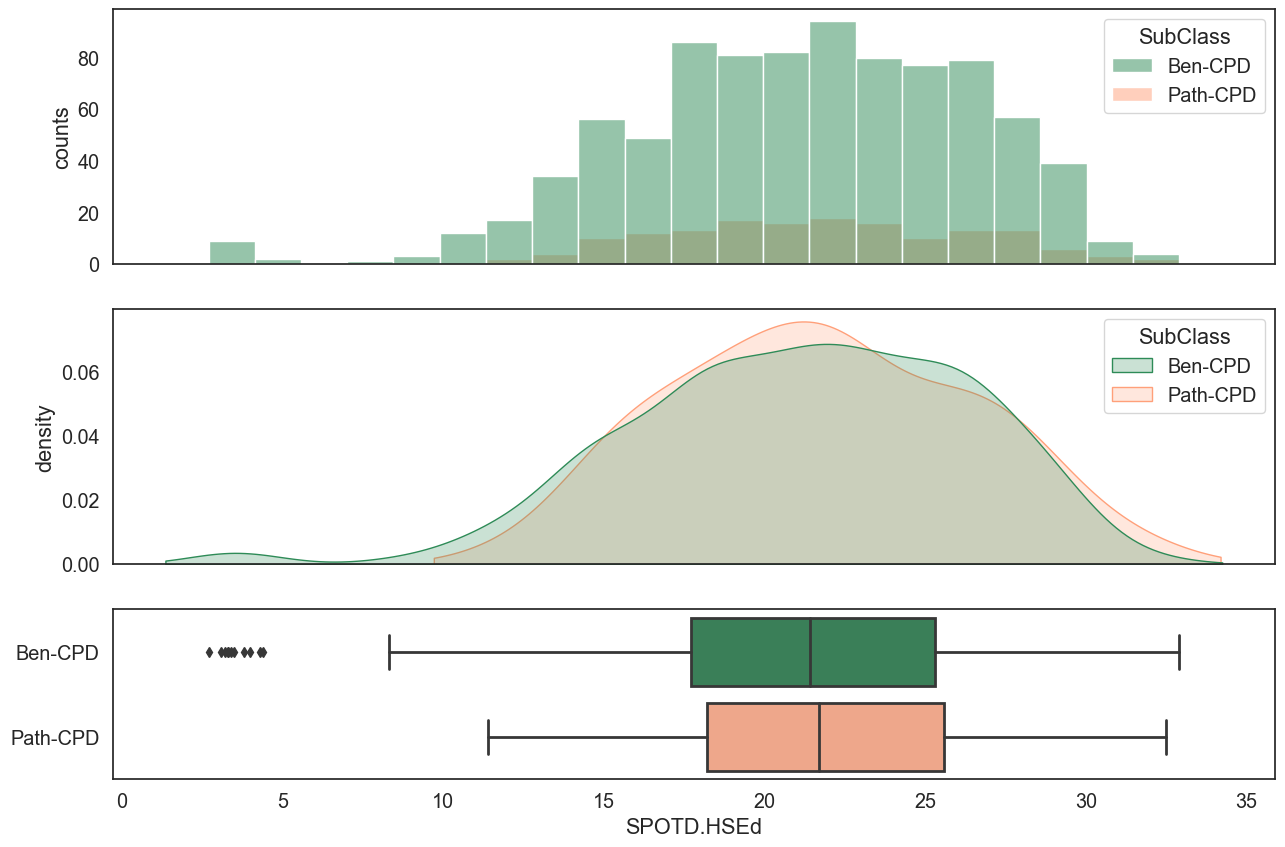 SubClass
Ben-CPD
Path-CPD
counts
80
60
40
20
0
SubClass
Ben-CPD
Path-CPD
density
0.06
0.04
0.02
0.00
Ben-CPD
Path-CPD
0 5 10 15 20 25 30 35
SPOTD.HSEd